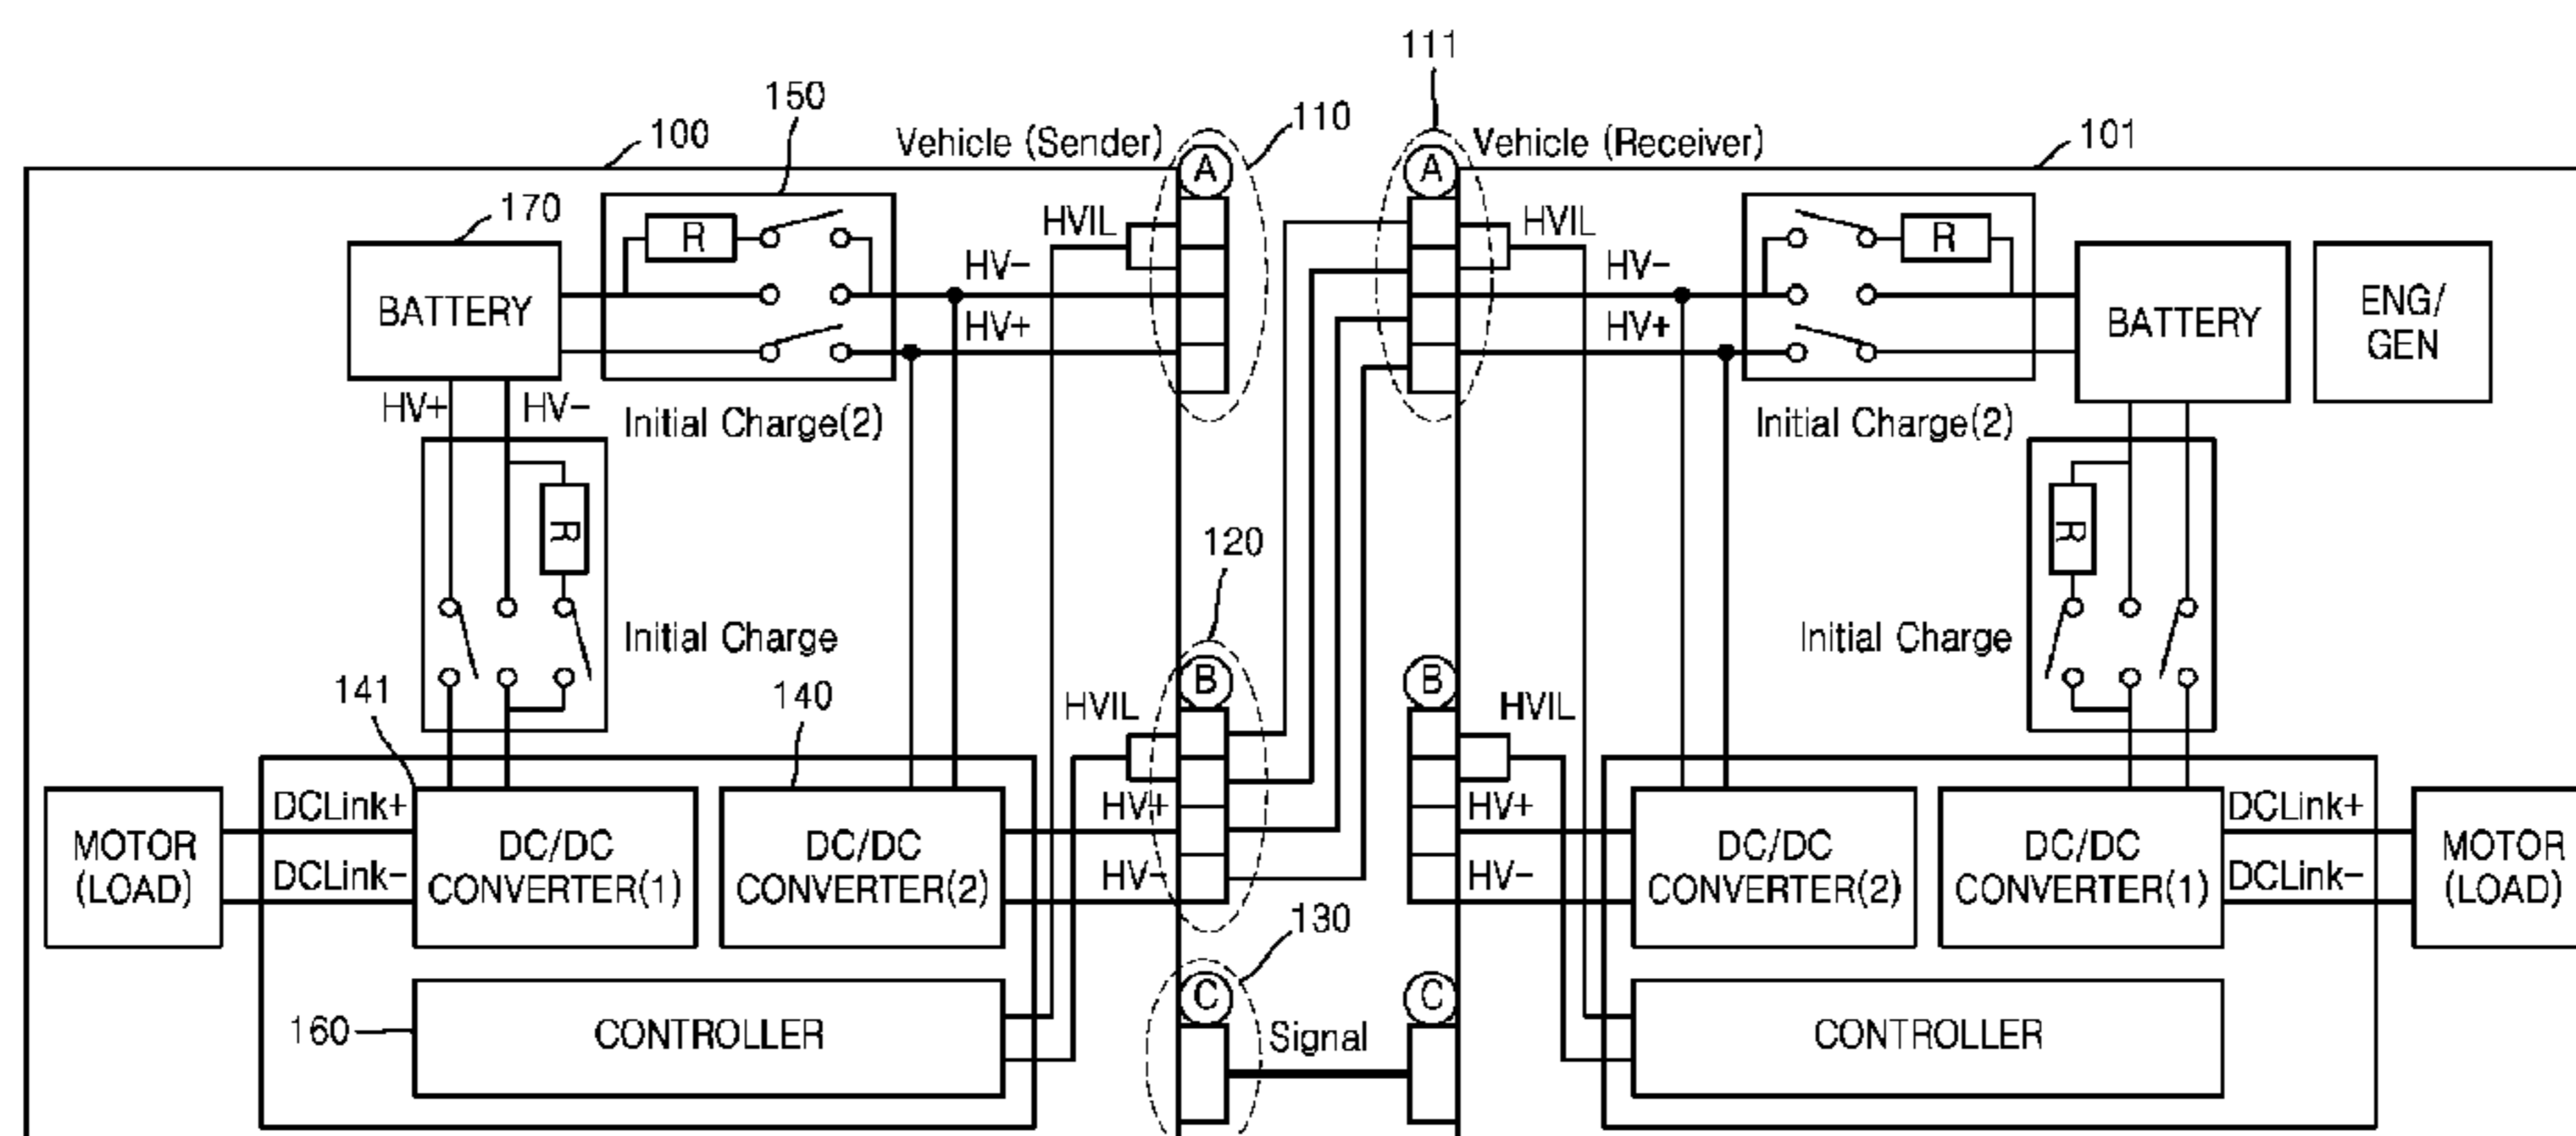 111
150
110
100
Vehicle (Sender)
A
A
Vehicle (Receiver)
101
170
R
HVIL
HVIL
R
HV-
HV-
BATTERY
HV+
HV+
BATTERY
ENG/
GEN
HV+
HV-
Initial Charge(2)
Initial Charge(2)
R
R
120
Initial Charge
Initial Charge
141
140
B
B
HVIL
HVIL
DCLink+
HV+
HV+
DCLink+
MOTOR
(LOAD)
DC/DC
CONVERTER(1)
DC/DC
CONVERTER(2)
DC/DC
CONVERTER(2)
DC/DC
CONVERTER(1)
MOTOR
(LOAD)
DCLink-
HV-
HV-
DCLink-
130
C
C
160
CONTROLLER
Signal
CONTROLLER